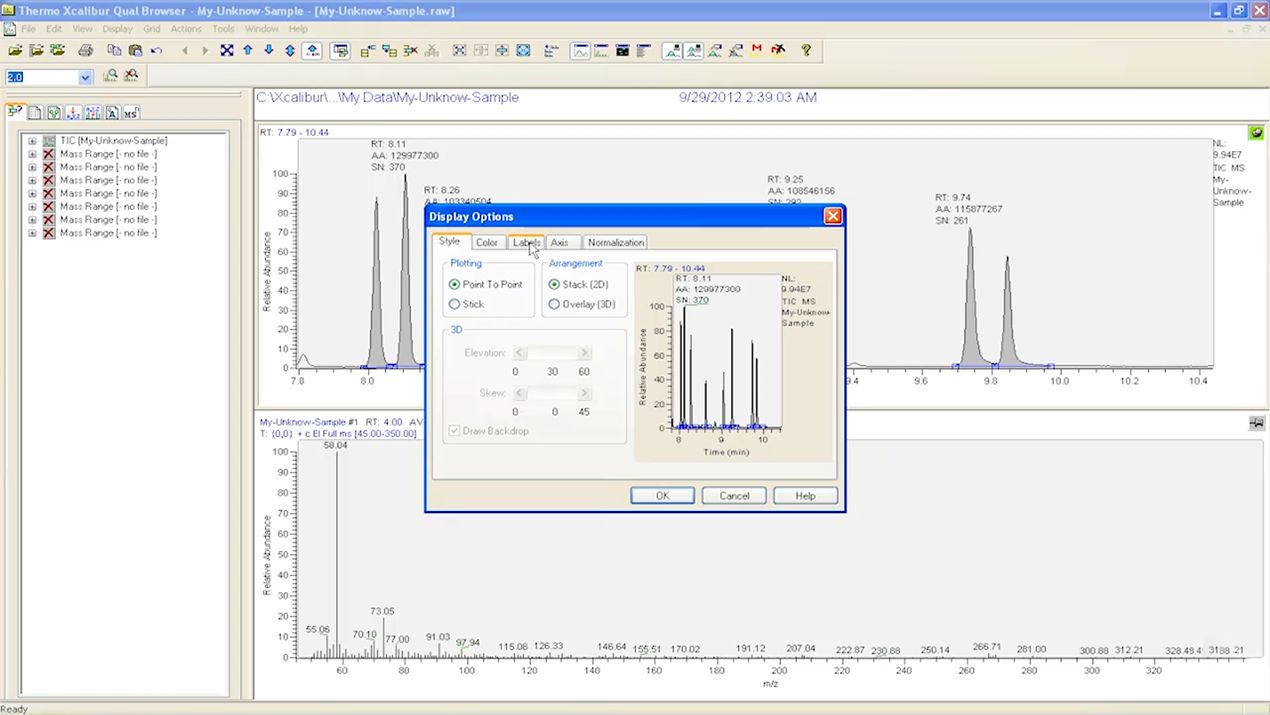 Thermo Xcalibur Qual Browser - My-Unknow-Sample - [My-Unknow-Sample.raw]
File Edit View Display Grid Actions Tools Window Help
2.0
C:\Xcalibur\...\My Data\My-Unknow-Sample 9/29/2012 2:39:03 AM
TIC [My-Unknow-Sample]
Mass Range [- no file -]
Mass Range [- no file -]
Mass Range [- no file -]
Mass Range [- no file -]
Mass Range [- no file -]
Mass Range [- no file -]
Mass Range [- no file -]
RT: 7.79 - 10.44
RT: 8.11
AA: 129977300
SN: 370
RT: 8.26
AA: 103340504
RT: 9.25
AA: 108546156
SN: 292
RT: 9.74
AA: 115877267
SN: 261
NL:
9.94E7
TIC MS
My-
Unknow-
Sample
Relative Abundance
100
90
80
70
60
50
40
30
20
10
0
7.8 8.0 9.4 9.6 9.8 10.0 10.2 10.4
Display Options
Style Color Labels Axis Normalization
Plotting
Point To Point
Stick
Arrangement
Stack (2D)
Overlay (3D)
3D
Elevation:
0 30 60
Skew:
0 0 45
Draw Backdrop
RT: 7.79 - 10.44
RT: 8.11
AA: 129977300
SN: 370
NL:
9.94E7
TIC MS
My-Unknow-
Sample
Relative Abundance
100
80
60
40
20
0
8 9 10
Time (min)
OK Cancel Help
My-Unknow-Sample #1 RT: 4.00 AV
T: {0,0} + c EI Full ms [45.00-350.00]
58.04
Relative Abundance
100
90
80
70
60
50
40
30
20
10
0
55.06 70.10 73.05 77.00 91.03 97.94 115.08 126.33 146.64 155.51 170.02 191.12 207.04 222.87 230.88 250.14 266.71 281.00 300.88 312.21 328.49
60 80 100 120 140 160 180 200 220 240 260 280 300 320
m/z
Ready